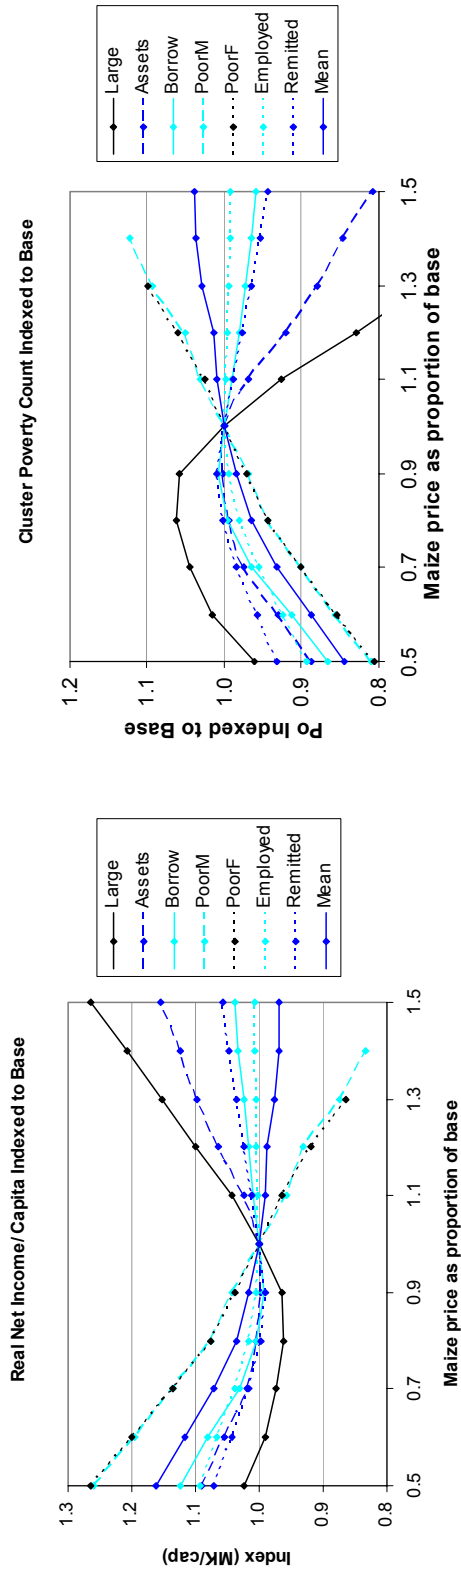 Real Net Income/ Capita Indexed to Base
Index (MK/cap)
1.3
1.2
1.1
1.0
0.9
0.8
0.5
0.7
0.9
1.1
1.3
1.5
Maize price as proportion of base
Large
Assets
Borrow
PoorM
PoorF
Employed
Remitted
Mean
Cluster Poverty Count Indexed to Base
Po Indexed to Base
1.2
1.1
1.0
0.9
0.8
0.5
0.7
0.9
1.1
1.3
1.5
Maize price as proportion of base
Large
Assets
Borrow
PoorM
PoorF
Employed
Remitted
Mean